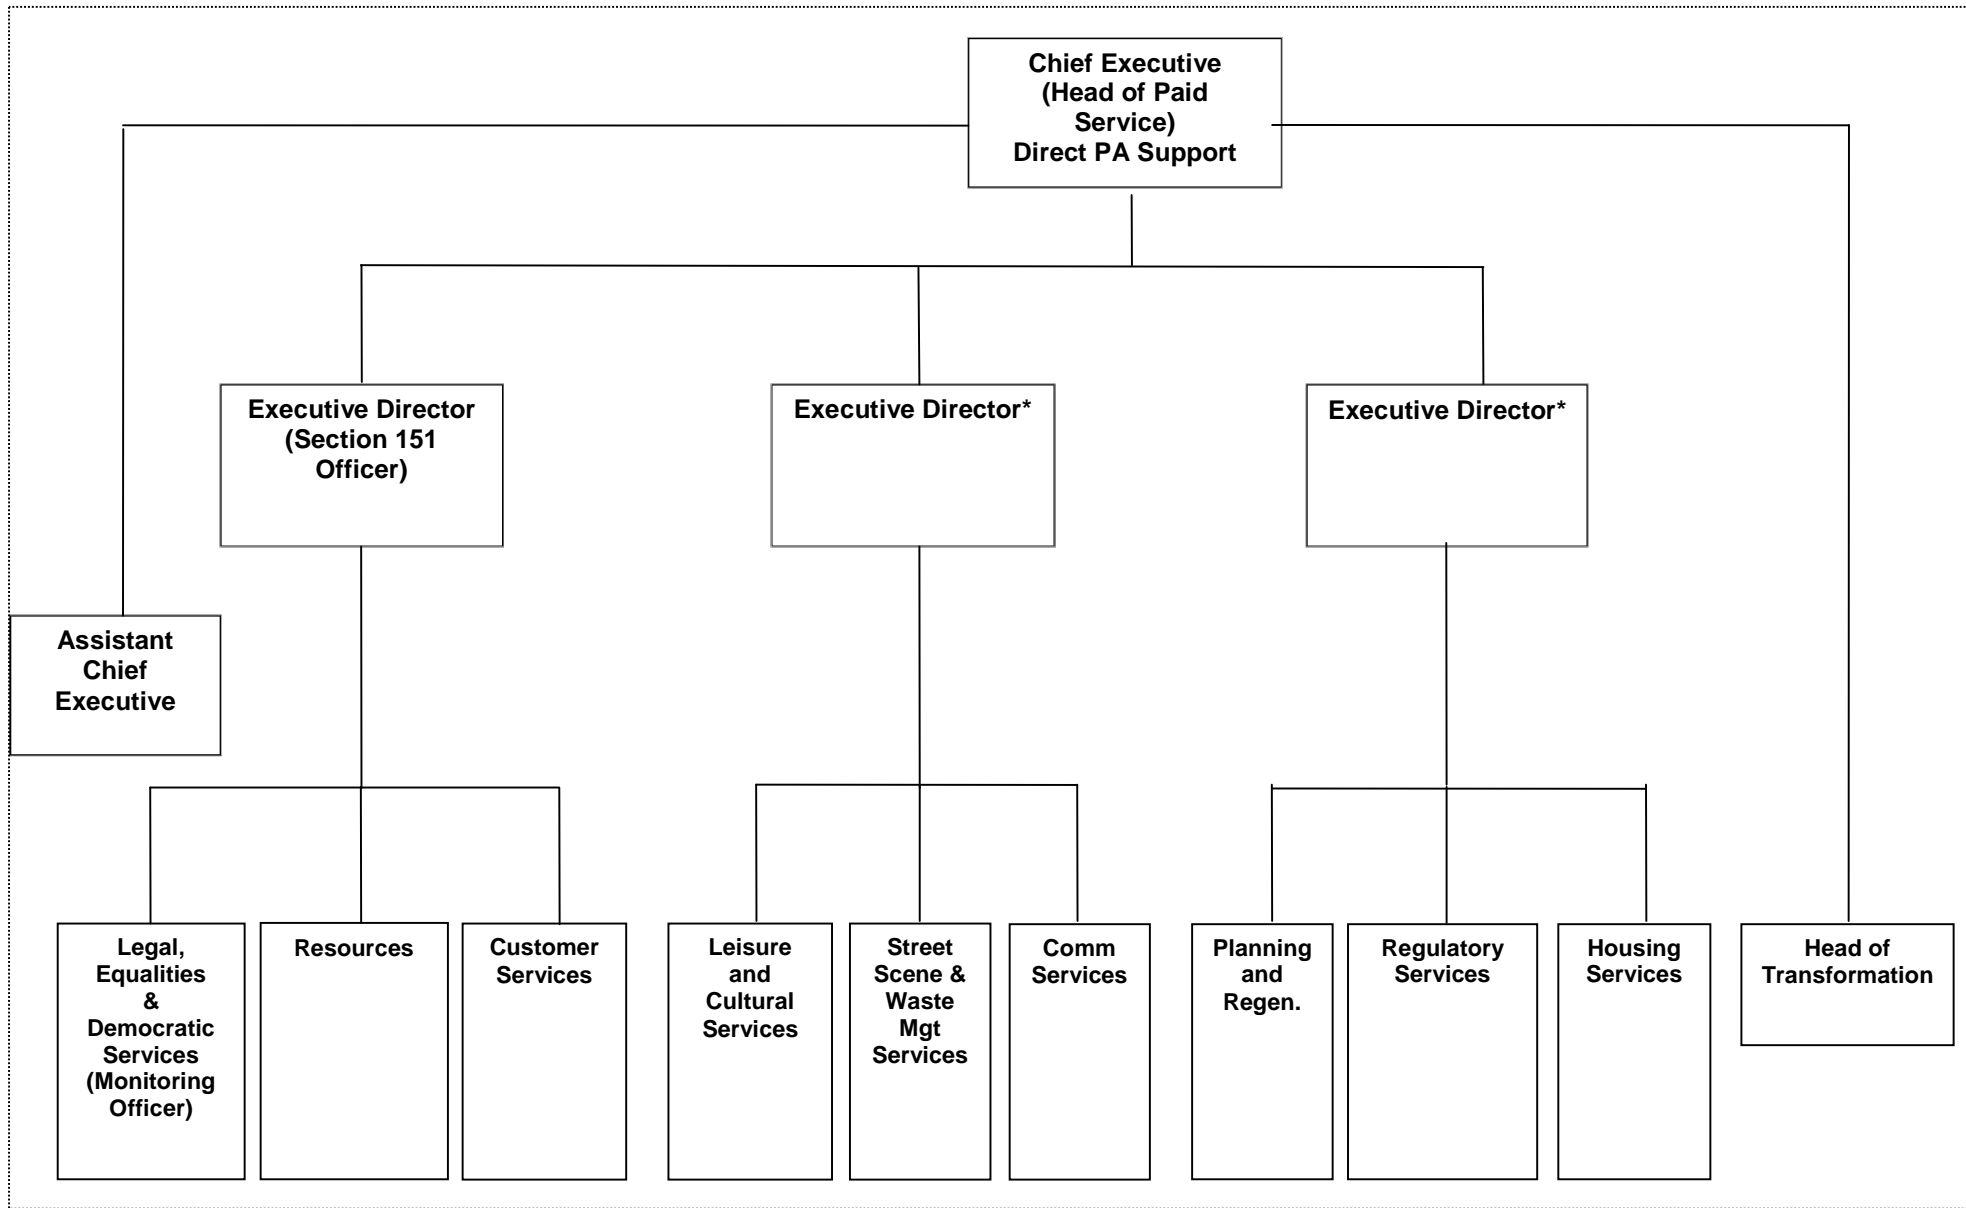 Chief Executive
(Head of Paid
Service)
Direct PA Support
Executive Director
(Section 151
Officer)
Executive Director*
Executive Director*
Assistant
Chief
Executive
Legal,
Equalities
&
Democratic
Services
(Monitoring
Officer)
Resources
Customer
Services
Leisure
and
Cultural
Services
Street
Scene &
Waste
Mgt
Services
Comm
Services
Planning
and
Regen.
Regulatory
Services
Housing
Services
Head of
Transformation